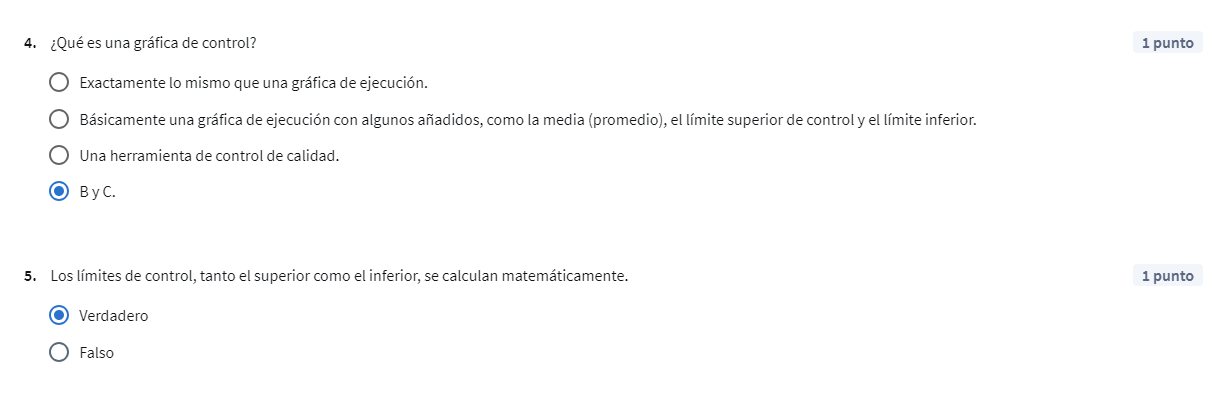 4. ¿Qué es una gráfica de control?
1 punto
Exactamente lo mismo que una gráfica de ejecución.
Básicamente una gráfica de ejecución con algunos añadidos, como la media (promedio), el límite superior de control y el límite inferior.
Una herramienta de control de calidad.
B y C.
5. Los límites de control, tanto el superior como el inferior, se calculan matemáticamente.
1 punto
Verdadero
Falso